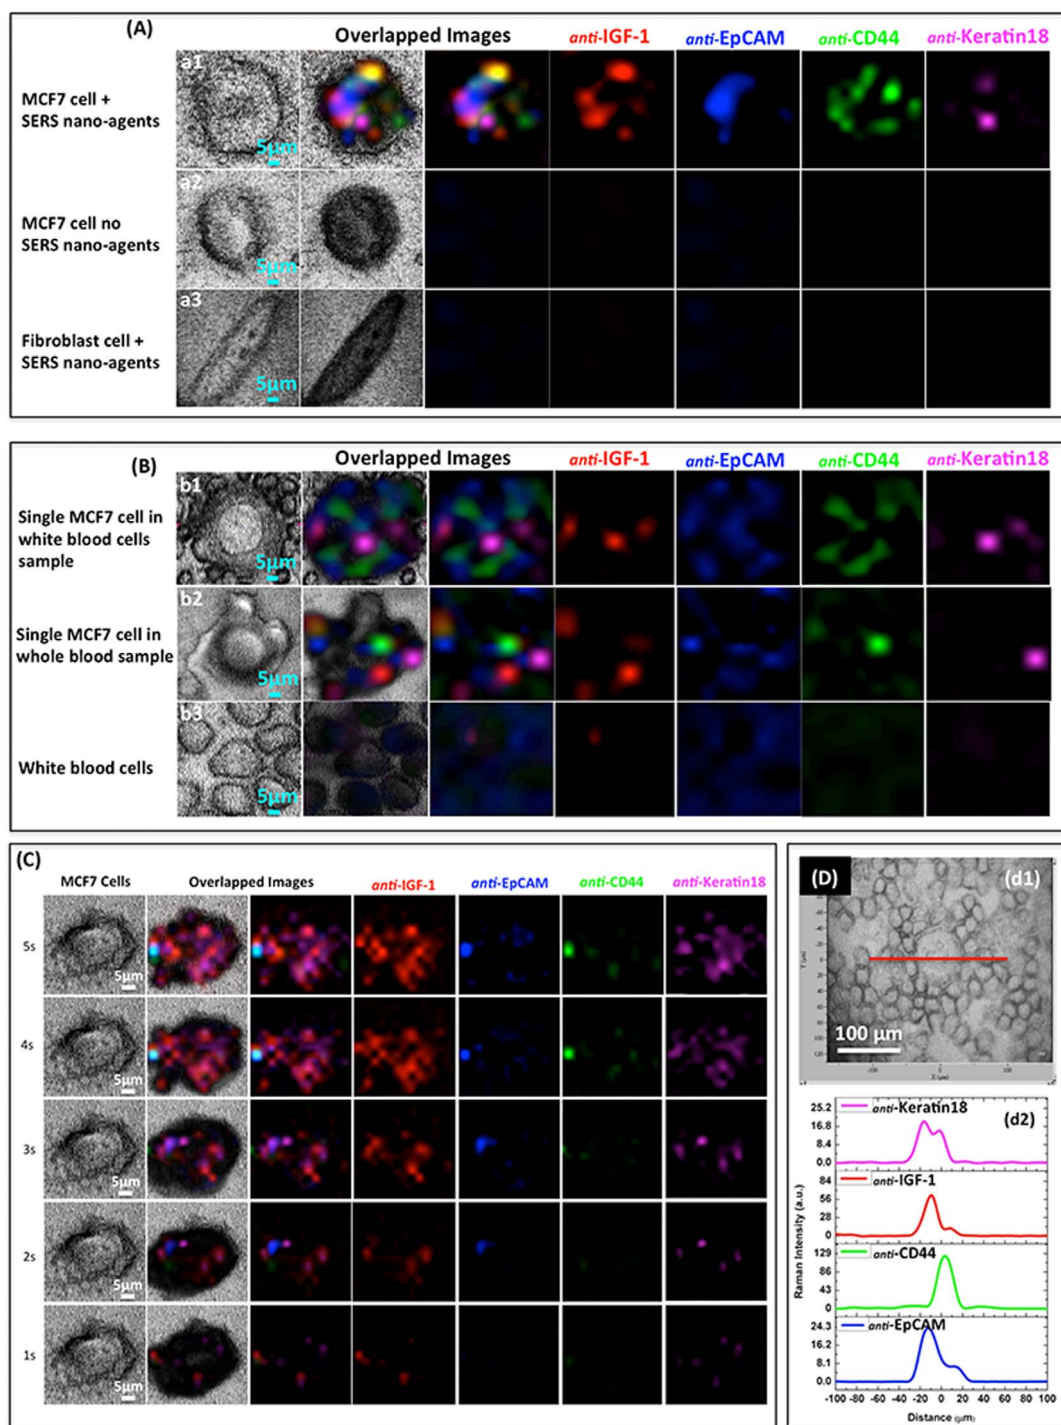 (A)
Overlapped Images anti-IGF-1 anti-EpCAM anti-CD44 anti-Keratin18
a1
MCF7 cell +
SERS nano-agents
5μm
a2
MCF7 cell no
SERS nano-agents
5μm
a3
Fibroblast cell +
SERS nano-agents
5μm
(B)
Overlapped Images anti-IGF-1 anti-EpCAM anti-CD44 anti-Keratin18
b1
Single MCF7 cell in
white blood cells
sample
5μm
b2
Single MCF7 cell in
whole blood sample
5μm
b3
White blood cells
5μm
(C)
MCF7 Cells Overlapped Images anti-IGF-1 anti-EpCAM anti-CD44 anti-Keratin18
5s
5μm
4s
5μm
3s
5μm
2s
5μm
1s
5μm
(D) (d1)
100 μm
-100 0
X (μm)
(d2)
anti-Keratin18
25.2
16.8
8.4
0.0
anti-IGF-1
84
56
28
0
anti-CD44
129
86
43
0
anti-EpCAM
24.3
16.2
8.1
0.0
Raman Intensity (a.u.)
-100 -80 -60 -40 -20 0 20 40 60 80 100
Distance (μm)